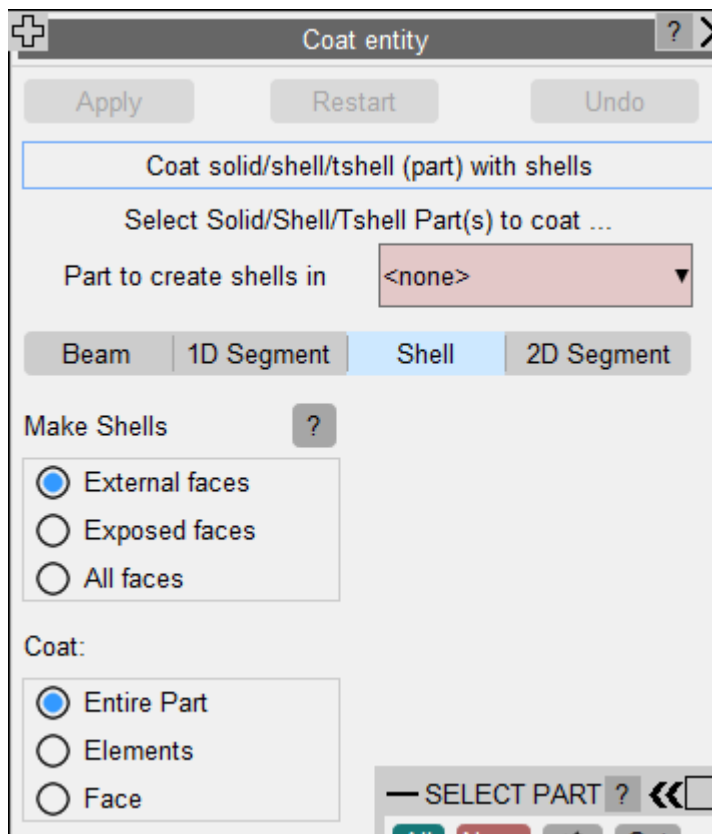 Coat entity ?
Apply Restart Undo
Coat solid/shell/tshell (part) with shells
Select Solid/Shell/Tshell Part(s) to coat ...
Part to create shells in <none>
Beam 1D Segment Shell 2D Segment
Make Shells ?
External faces
Exposed faces
All faces
Coat:
Entire Part
Elements
Face
SELECT PART ?